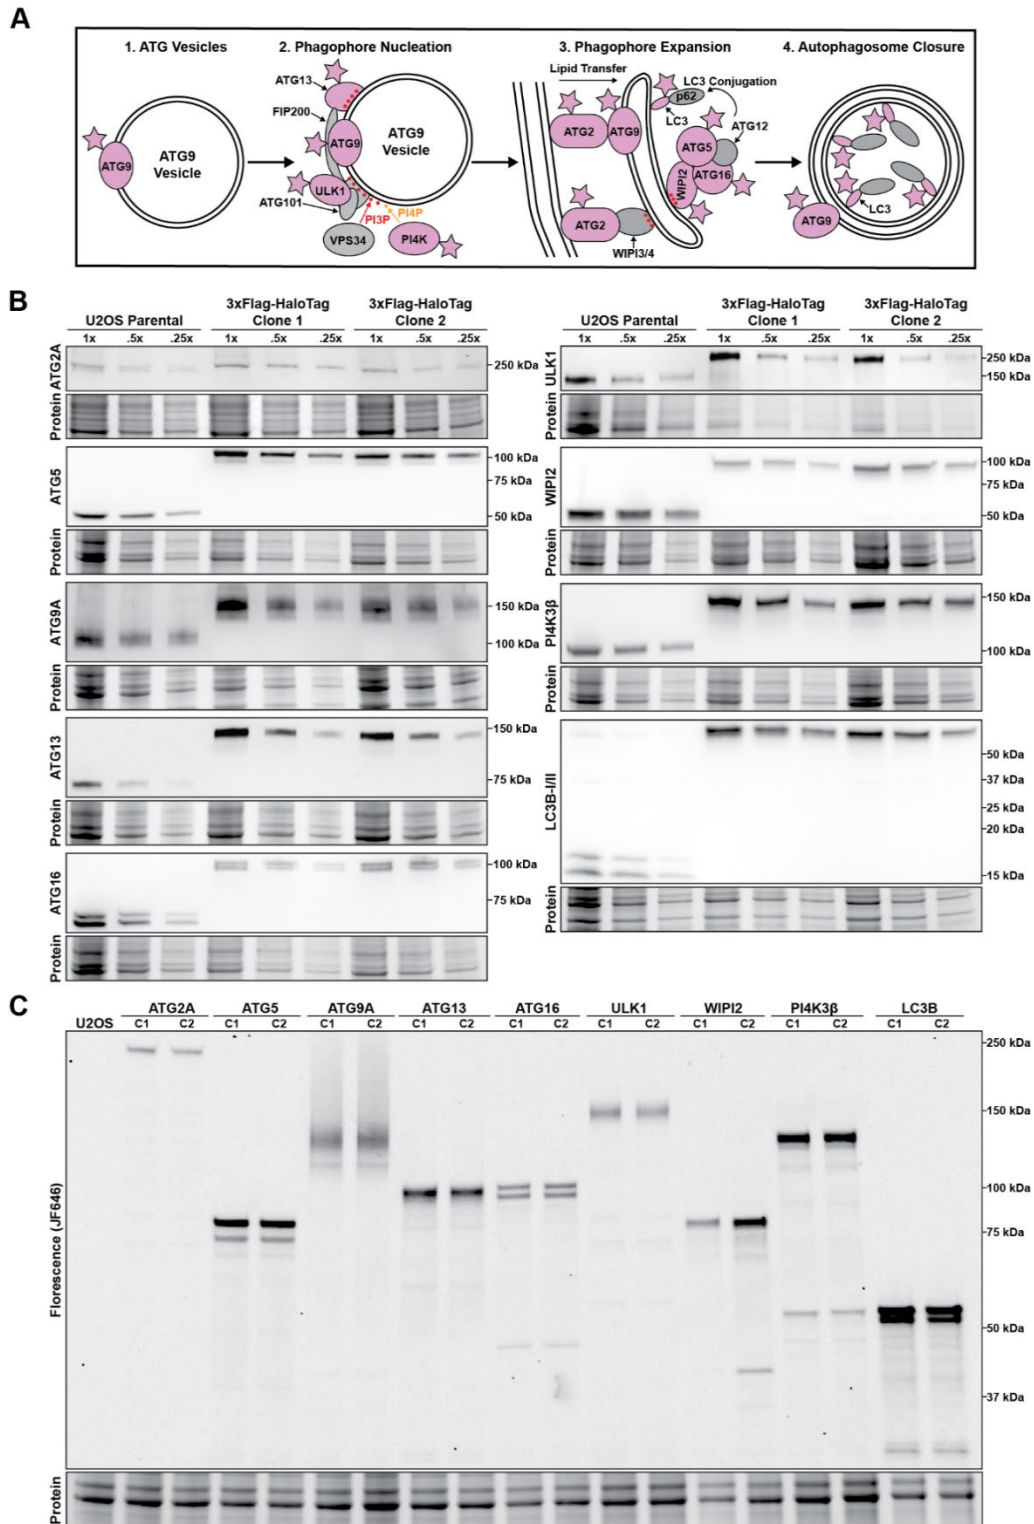 A
1. ATG Vesicles
2. Phagophore Nucleation
3. Phagophore Expansion
4. Autophagosome Closure
ATG9
ATG9
Vesicle
ATG13
FIP200
ATG9
ULK1
ATG101
VPS34
PI3P
PI4P
PI4K
ATG9
Vesicle
Lipid Transfer
ATG2
ATG9
LC3 Conjugation
p62
LC3
ATG12
ATG5
ATG16
WIPI2
ATG2
WIPI3/4
LC3
ATG9
B
U2OS Parental
3xFlag-HaloTag
Clone 1
3xFlag-HaloTag
Clone 2
1x .5x .25x 1x .5x .25x 1x .5x .25x
ATG2A
250 kDa
Protein
ATG5
100 kDa
75 kDa
50 kDa
Protein
ATG9A
150 kDa
100 kDa
Protein
ATG13
150 kDa
75 kDa
Protein
ATG16
100 kDa
75 kDa
Protein
U2OS Parental
3xFlag-HaloTag
Clone 1
3xFlag-HaloTag
Clone 2
1x .5x .25x 1x .5x .25x 1x .5x .25x
ULK1
250 kDa
150 kDa
Protein
WIPI2
100 kDa
75 kDa
50 kDa
Protein
PI4K3β
150 kDa
100 kDa
Protein
LC3B-I/II
50 kDa
37 kDa
25 kDa
20 kDa
15 kDa
Protein
C
ATG2A ATG5 ATG9A ATG13 ATG16 ULK1 WIPI2 PI4K3β LC3B
U2OS C1 C2 C1 C2 C1 C2 C1 C2 C1 C2 C1 C2 C1 C2 C1 C2 C1 C2
Florescence (JF646)
250 kDa
150 kDa
100 kDa
75 kDa
50 kDa
37 kDa
Protein